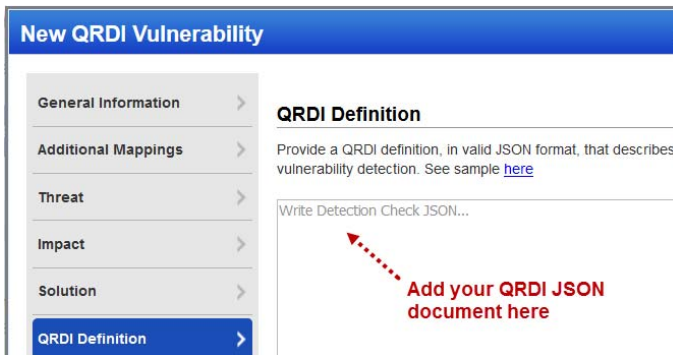 New QRDI Vulnerability
General Information
Additional Mappings
Threat
Impact
Solution
QRDI Definition
QRDI Definition
Provide a QRDI definition, in valid JSON format, that describes
vulnerability detection. See sample here
Write Detection Check JSON...
Add your QRDI JSON
document here